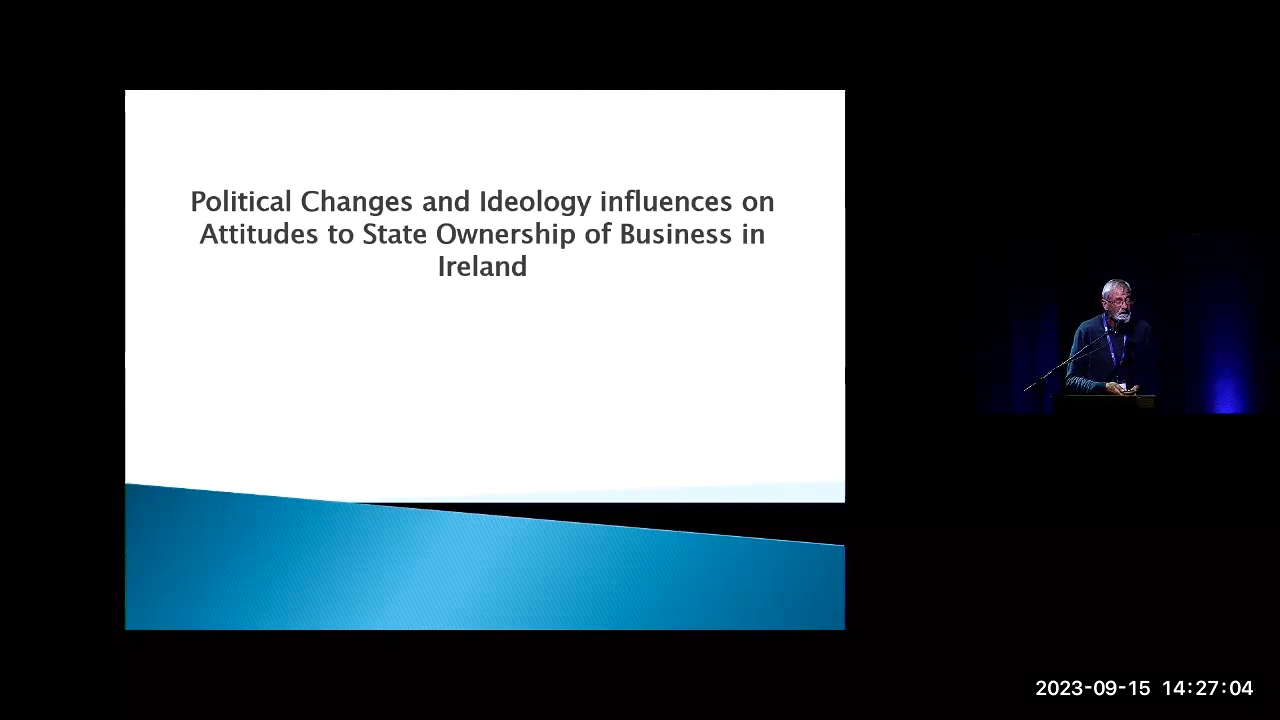 Political Changes and Ideology influences on
Attitudes to State Ownership of Business in
Ireland
2023-09-15 14:27:04